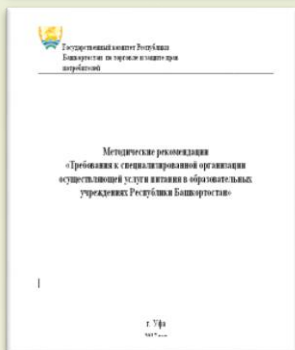 Государственный комитет Республики
Башкортостан по торговле и защите прав
потребителей
Методические рекомендации
«Требования к специализированной организации
осуществляющей услуги питания в образовательных
учреждениях Республики Башкортостан»
г. Уфа